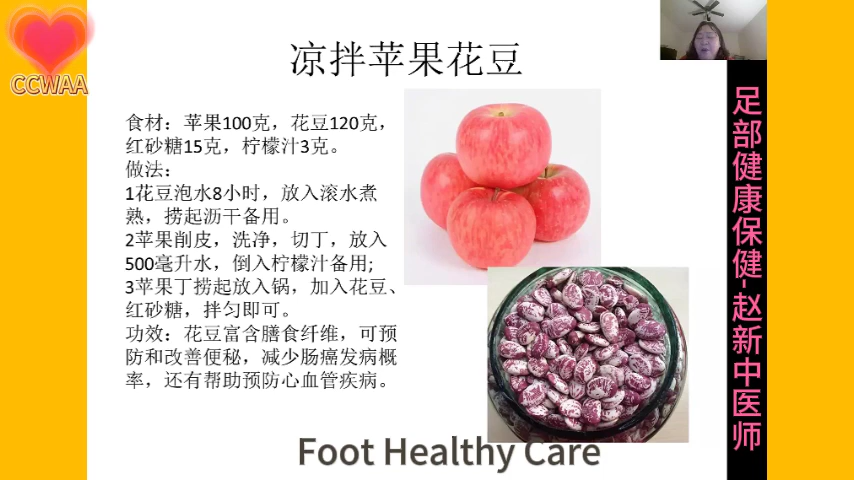 CCWAA
凉拌苹果花豆
食材：苹果100克，花豆120克，
红砂糖15克，柠檬汁3克。
做法：
1花豆泡水8小时，放入滚水煮
熟，捞起沥干备用。
2苹果削皮，洗净，切丁，放入
500毫升水，倒入柠檬汁备用;
3苹果丁捞起放入锅，加入花豆、
红砂糖，拌匀即可。
功效：花豆富含膳食纤维，可预
防和改善便秘，减少肠癌发病概
率，还有帮助预防心血管疾病。
Foot Healthy Care
足部健康保健-赵新中医师